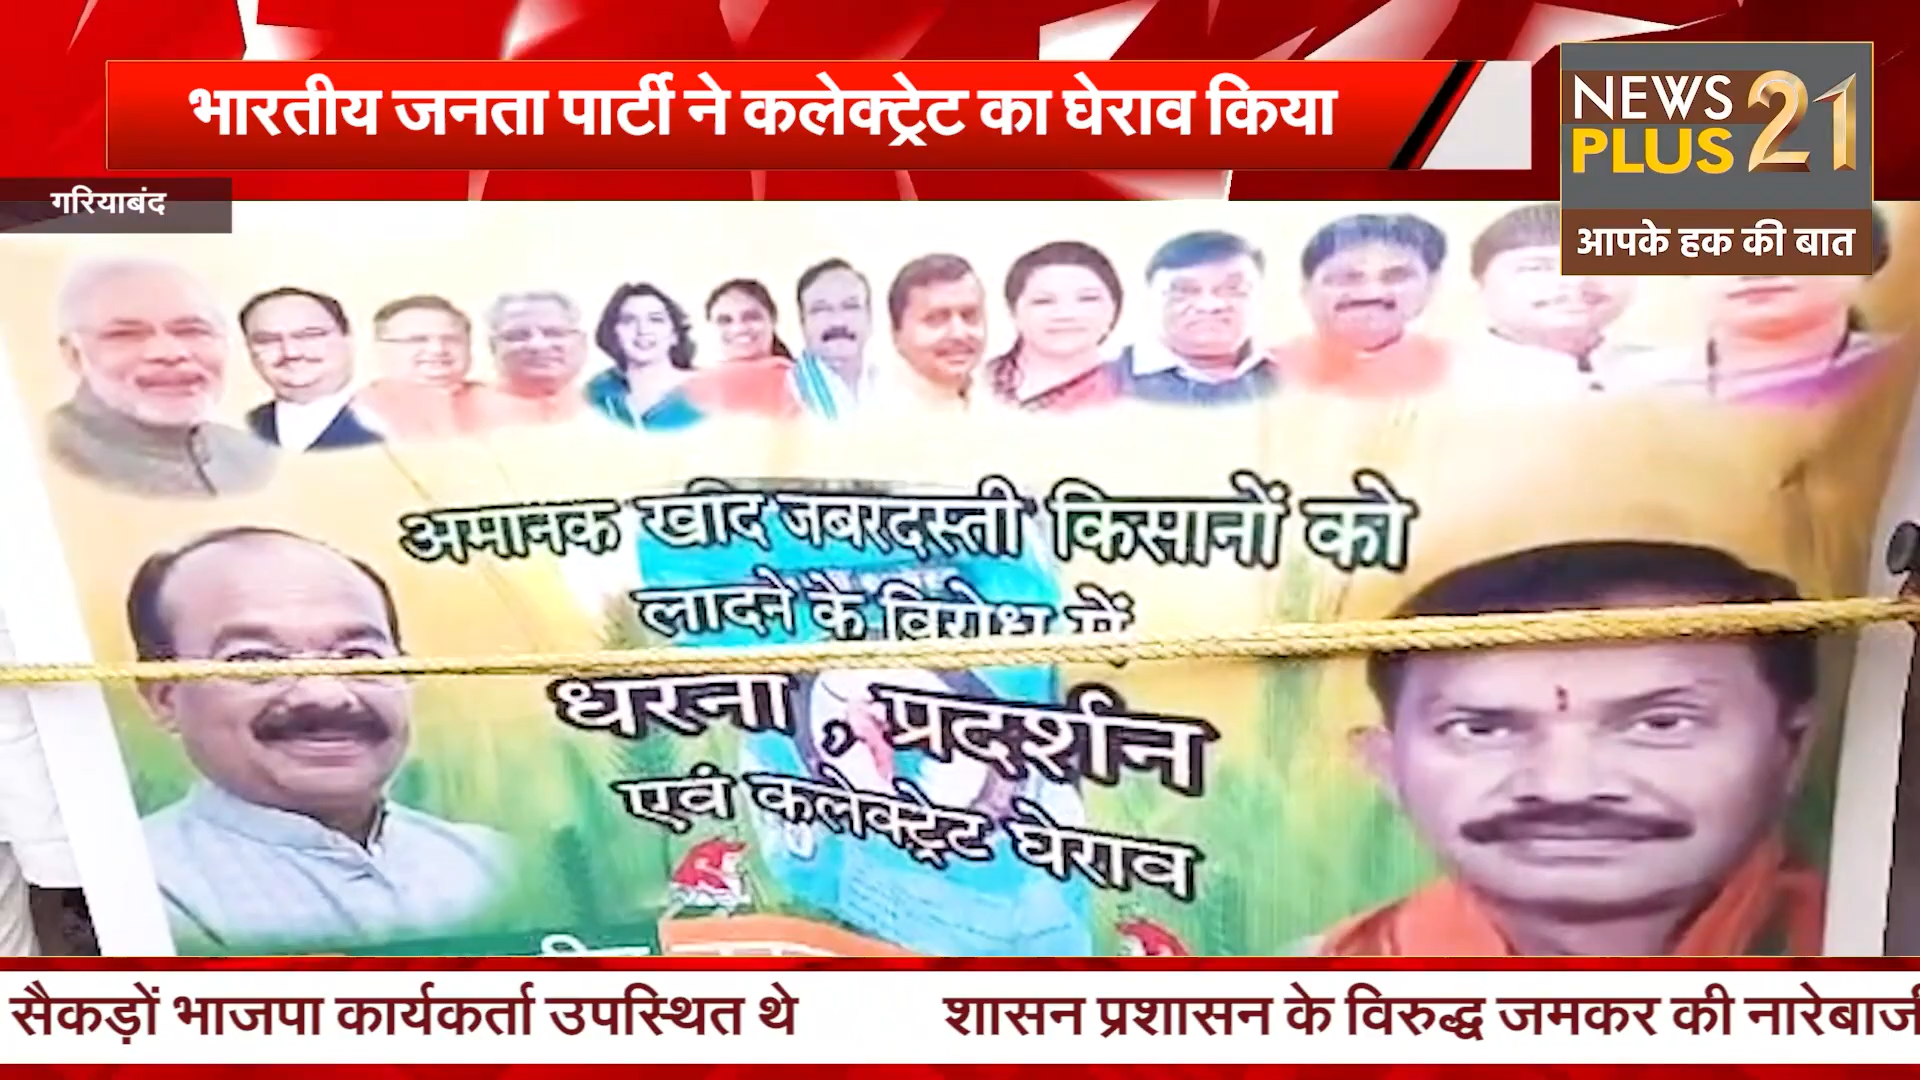 भारतीय जनता पार्टी ने कलेक्ट्रेट का घेराव किया
NEWS
PLUS 21
आपके हक की बात
गरियाबंद
अमानक खाद जबरदस्ती किसानों को
लादने के विरोध में
धरना, प्रदर्शन
एवं कलेक्ट्रेट घेराव
सैकड़ों भाजपा कार्यकर्ता उपस्थित थे शासन प्रशासन के विरुद्ध जमकर की नारेबाजी